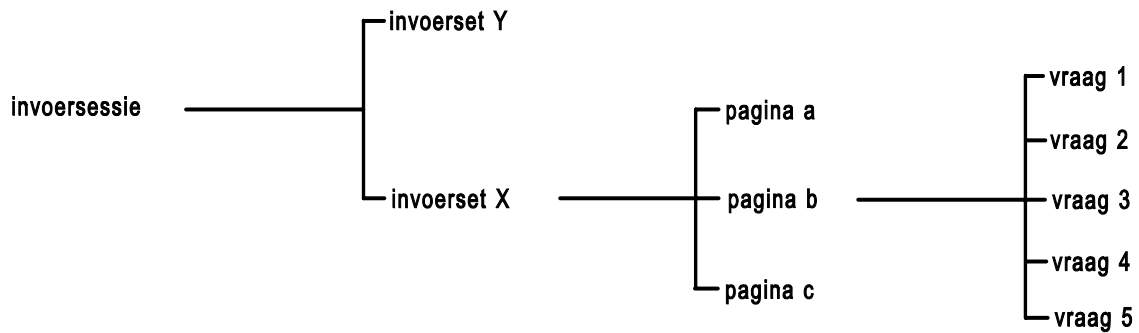 invoersessie
invoerset Y
invoerset X
pagina a
pagina b
pagina c
vraag 1
vraag 2
vraag 3
vraag 4
vraag 5